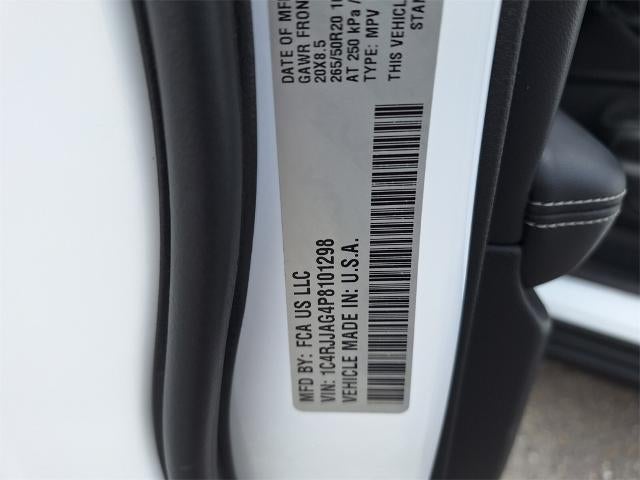 MFD BY: FCA US LLC
VIN: 1C4RJJAG4P8101298
VEHICLE MADE IN: U.S.A.
DATE OF MF
GAWR FRON
20X8.5
265/50R20
AT 250 kPa /
TYPE: MPV
THIS VEHICLE